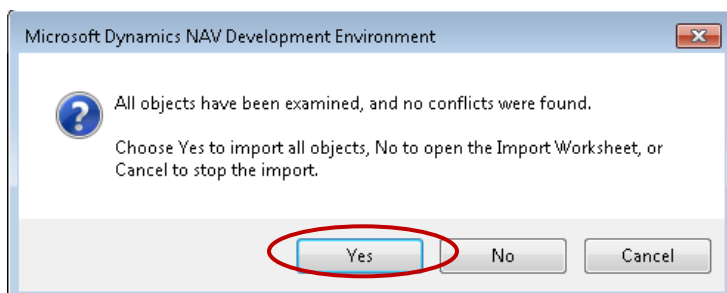 Microsoft Dynamics NAV Development Environment
All objects have been examined, and no conflicts were found.
Choose Yes to import all objects, No to open the Import Worksheet, or
Cancel to stop the import.
Yes
No
Cancel